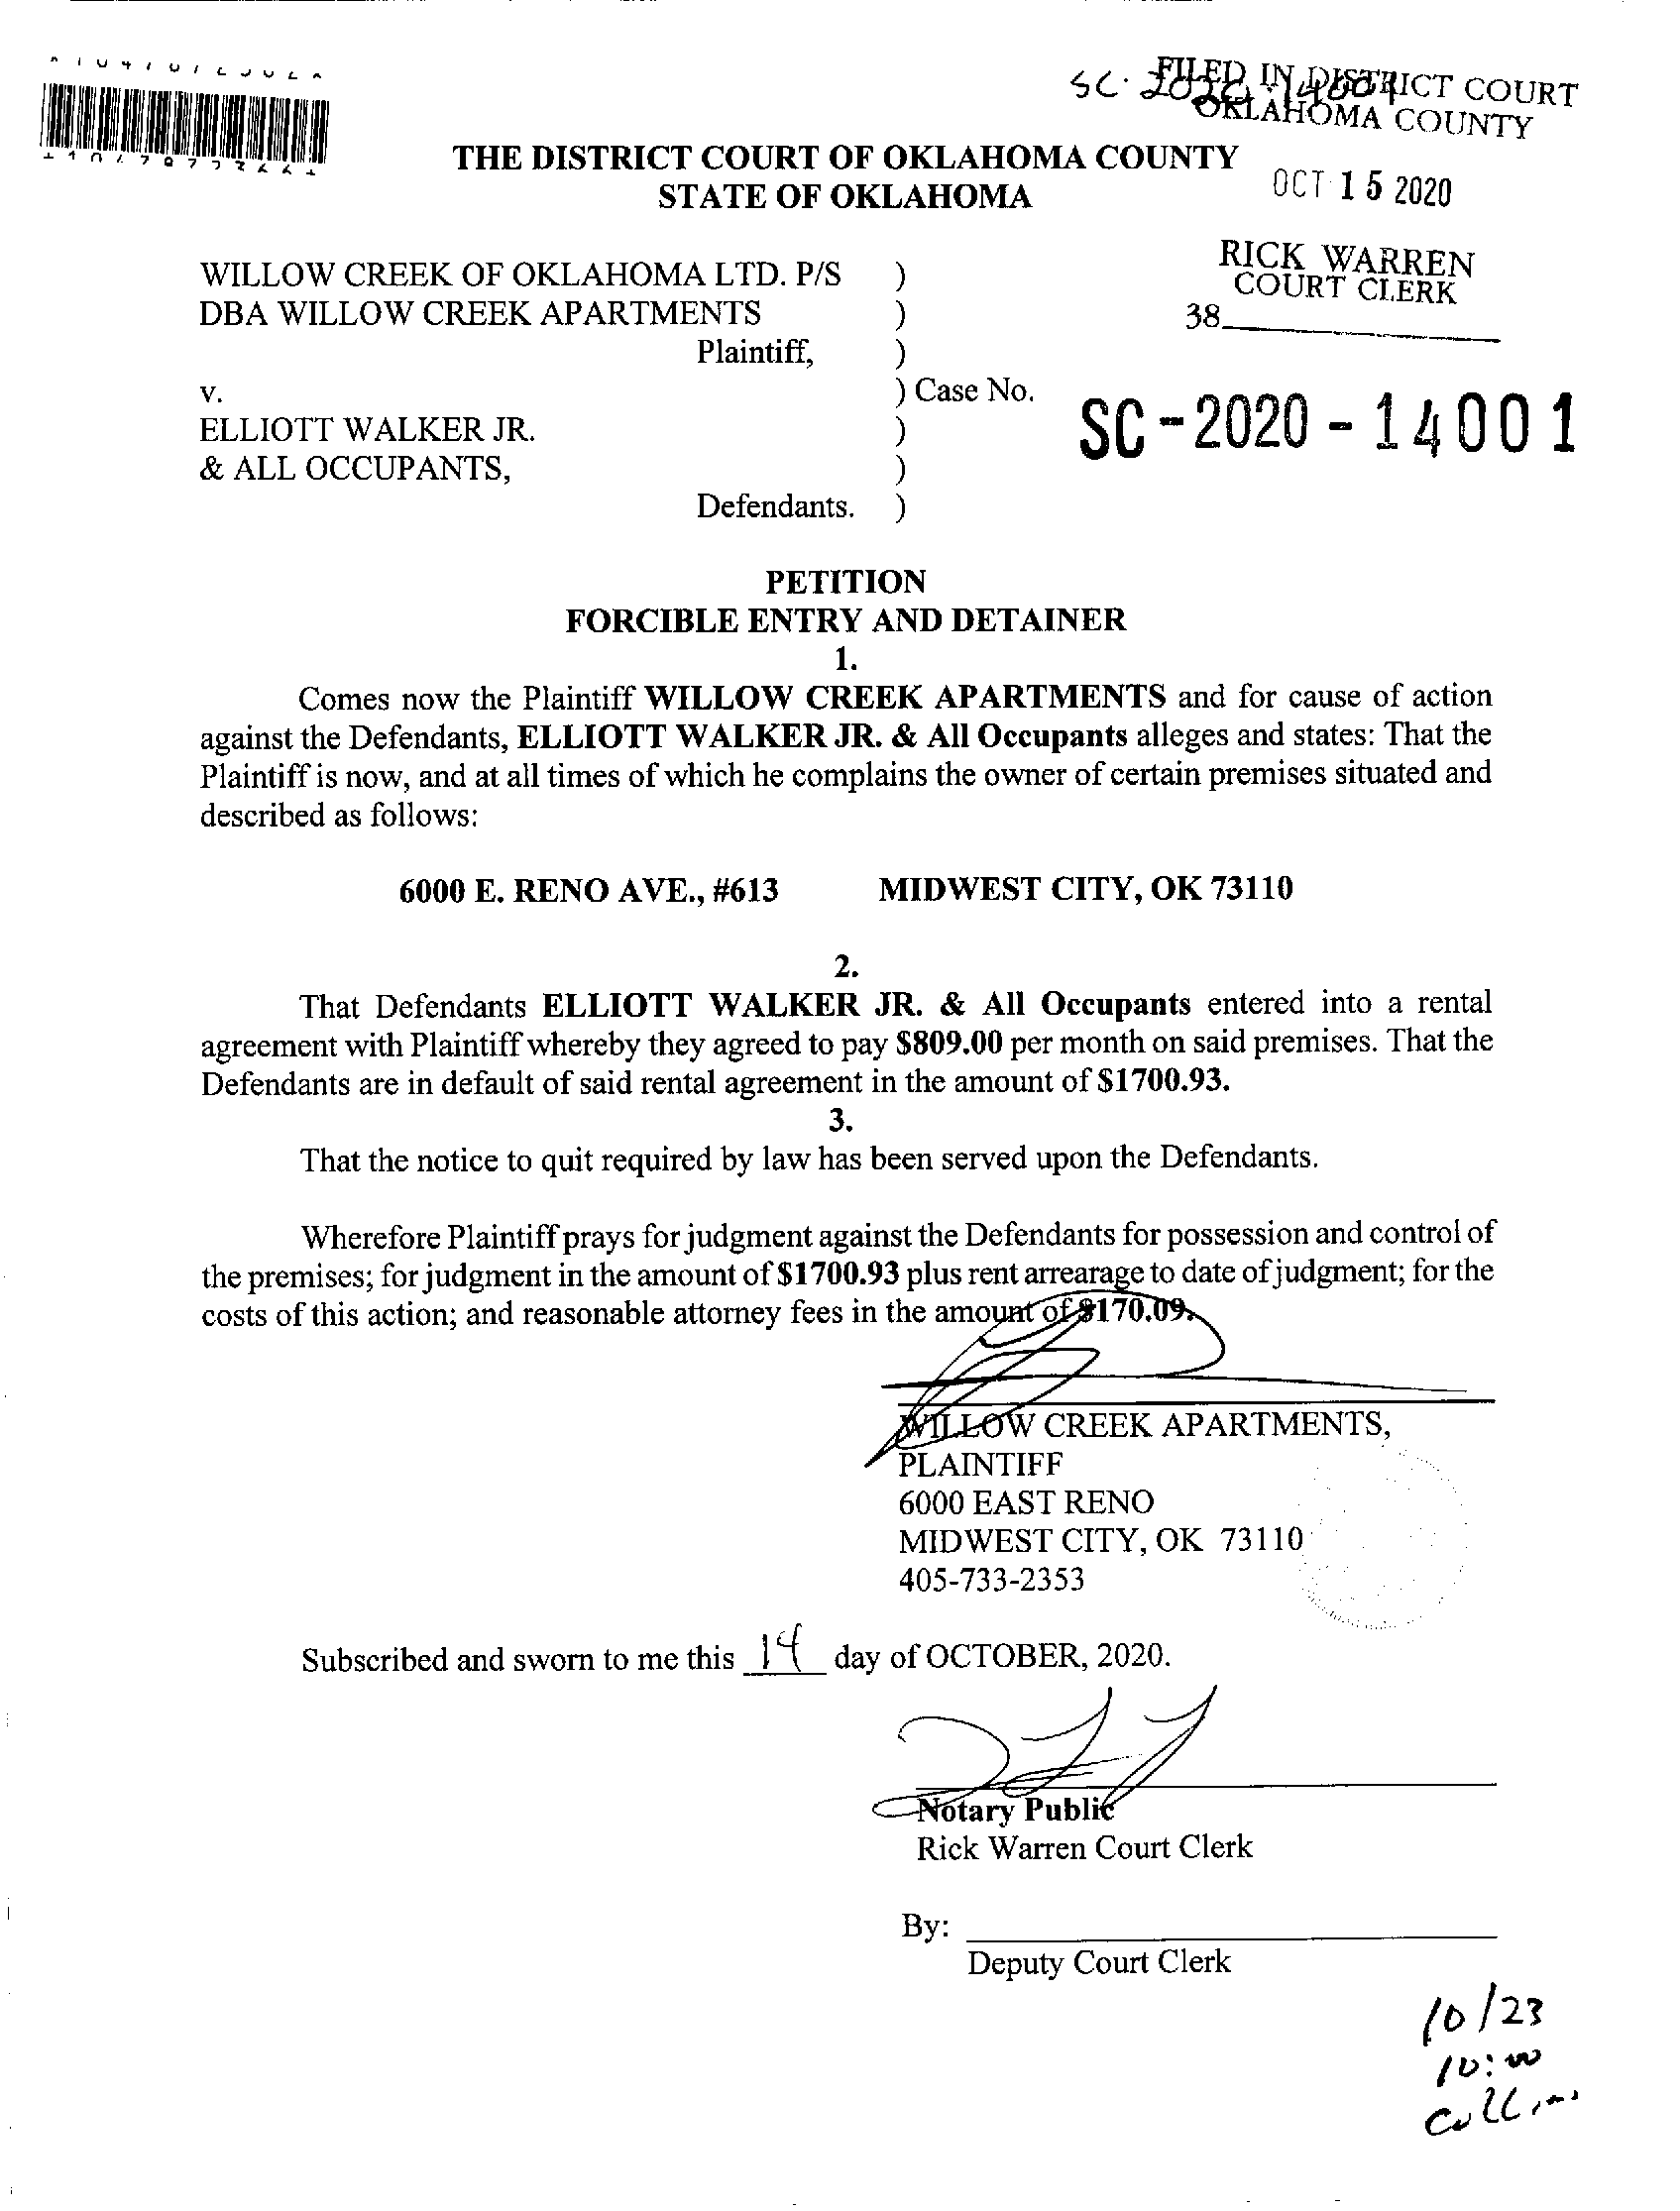 SC-2020-14001
FILED IN DISTRICT COURT
OKLAHOMA COUNTY
THE DISTRICT COURT OF OKLAHOMA COUNTY
STATE OF OKLAHOMA
OCT 15 2020
RICK WARREN
COURT CLERK
38
WILLOW CREEK OF OKLAHOMA LTD. P/S )
DBA WILLOW CREEK APARTMENTS )
Plaintiff, )
v. ) Case No. SC-2020-14001
ELLIOTT WALKER JR. )
& ALL OCCUPANTS, )
Defendants. )
PETITION
FORCIBLE ENTRY AND DETAINER
1.
Comes now the Plaintiff WILLOW CREEK APARTMENTS and for cause of action
against the Defendants, ELLIOTT WALKER JR. & All Occupants alleges and states: That the
Plaintiff is now, and at all times of which he complains the owner of certain premises situated and
described as follows:
6000 E. RENO AVE., #613 MIDWEST CITY, OK 73110
2.
That Defendants ELLIOTT WALKER JR. & All Occupants entered into a rental
agreement with Plaintiff whereby they agreed to pay $809.00 per month on said premises. That the
Defendants are in default of said rental agreement in the amount of $1700.93.
3.
That the notice to quit required by law has been served upon the Defendants.
Wherefore Plaintiff prays for judgment against the Defendants for possession and control of
the premises; for judgment in the amount of $1700.93 plus rent arrearage to date of judgment; for the
costs of this action; and reasonable attorney fees in the amount of $170.09.
WILLOW CREEK APARTMENTS,
PLAINTIFF
6000 EAST RENO
MIDWEST CITY, OK 73110
405-733-2353
Subscribed and sworn to me this 14 day of OCTOBER, 2020.
Notary Public
Rick Warren Court Clerk
By:
Deputy Court Clerk
10/23
10:00
Collins